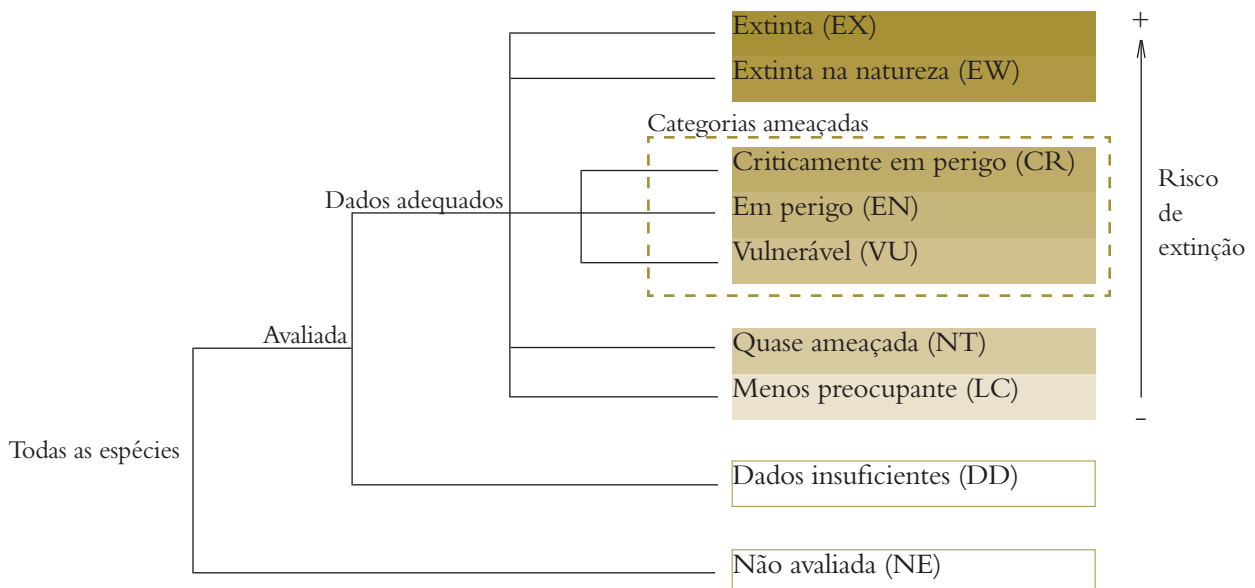 Extinta (EX)
+
Extinta na natureza (EW)
Categorias ameaçadas
Criticamente em perigo (CR)
Dados adequados
Em perigo (EN)
Vulnerável (VU)
Risco
de
extinção
Avaliada
Quase ameaçada (NT)
Menos preocupante (LC)
-
Todas as espécies
Dados insuficientes (DD)
Não avaliada (NE)